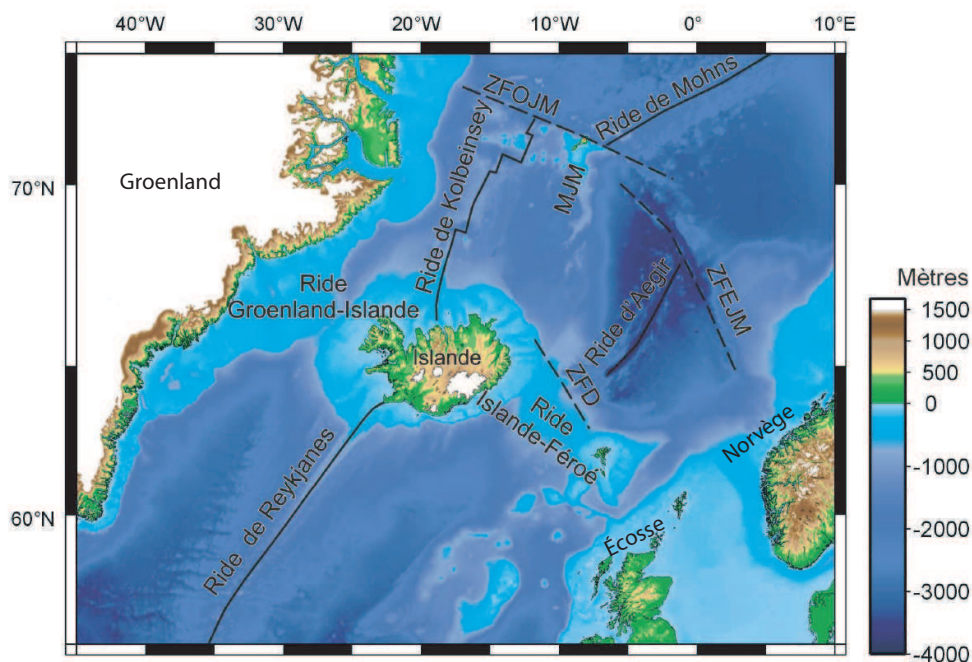 40°W 30°W 20°W 10°W 0° 10°E
ZFOJM
Ride de Mohns
Ride de Kolbeinsey
MJM
70°N
Groenland
Ride
Groenland-Islande
ZFEJM
Ride d'Aegir
Islande
ZFD
Ride
Islande-Féroé
Norvège
Ride de Reykjanes
60°N
Écosse
Mètres
1500
1000
500
0
-1000
-2000
-3000
-4000